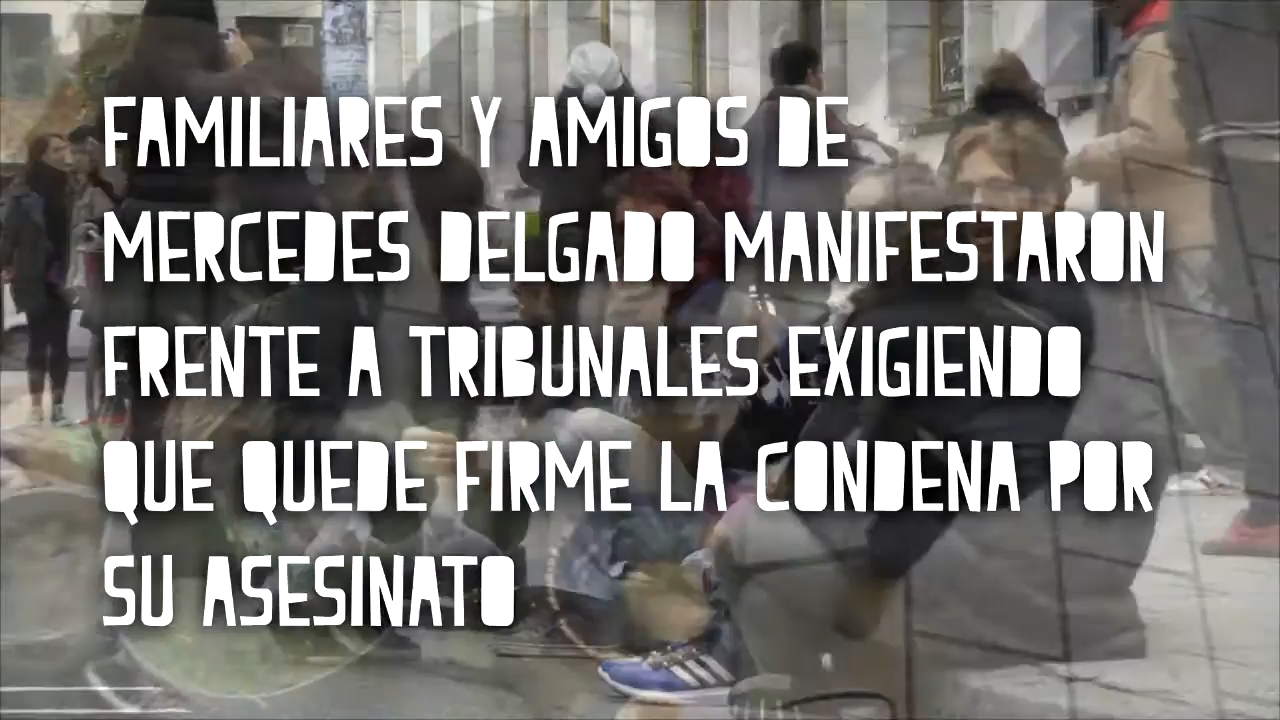 FAMILIARES Y AMIGOS DE
MERCEDES DELGADO MANIFESTARON
FRENTE A TRIBUNALES EXIGIENDO
QUE QUEDE FIRME LA CONDENA POR
SU ASESINATO